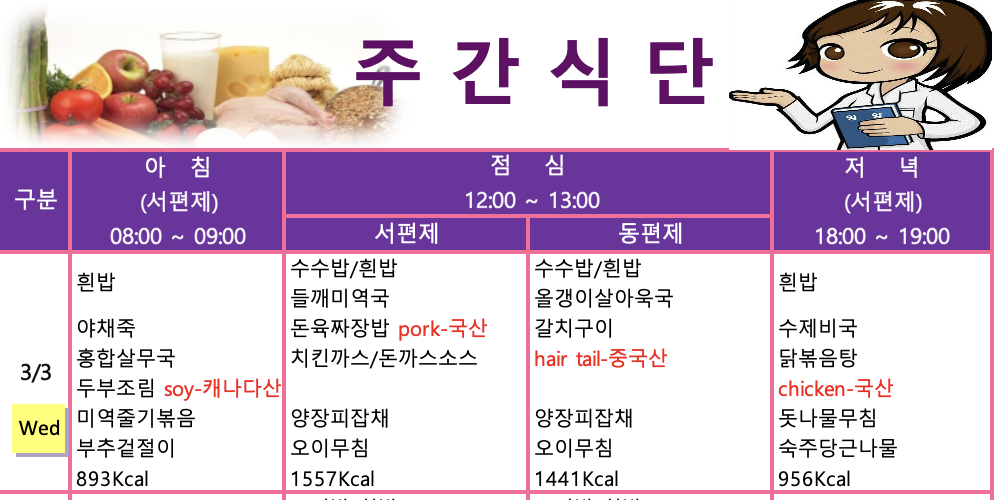 주 간 식 단
영 양
구분
아 침
(서편제)
08:00 ~ 09:00
점 심
12:00 ~ 13:00
서편제
동편제
저 녁
(서편제)
18:00 ~ 19:00
3/3
Wed
흰밥
야채죽
홍합살무국
두부조림 soy-캐나다산
미역줄기볶음
부추겉절이
893Kcal
수수밥/흰밥
들깨미역국
돈육짜장밥 pork-국산
치킨까스/돈까스소스
양장피잡채
오이무침
1557Kcal
수수밥/흰밥
올갱이살아욱국
갈치구이
hair tail-중국산
양장피잡채
오이무침
1441Kcal
흰밥
수제비국
닭볶음탕
chicken-국산
돗나물무침
숙주당근나물
956Kcal